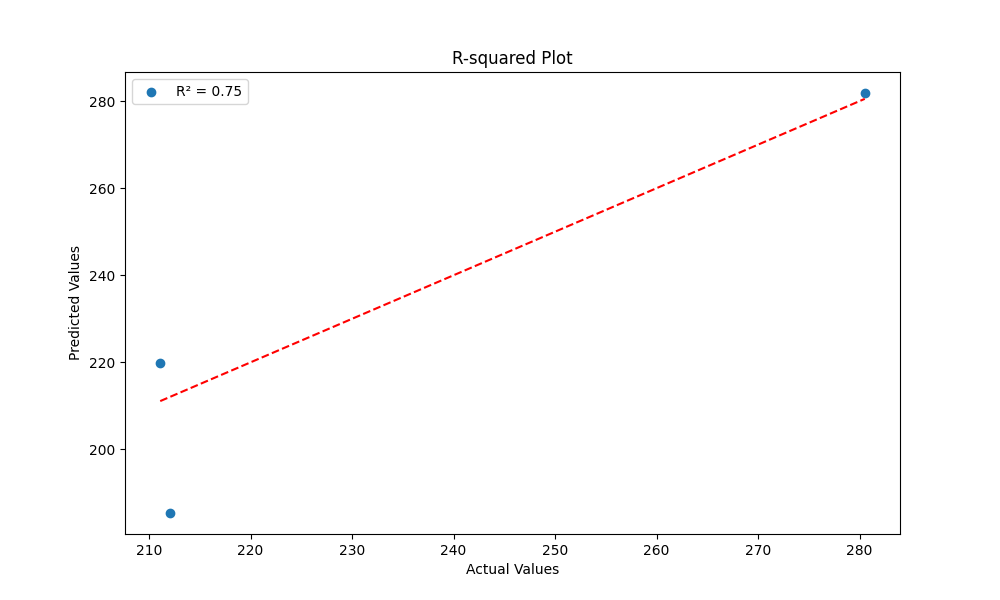 R-squared Plot
R² = 0.75
280
260
240
220
200
Predicted Values
210 220 230 240 250 260 270 280
Actual Values